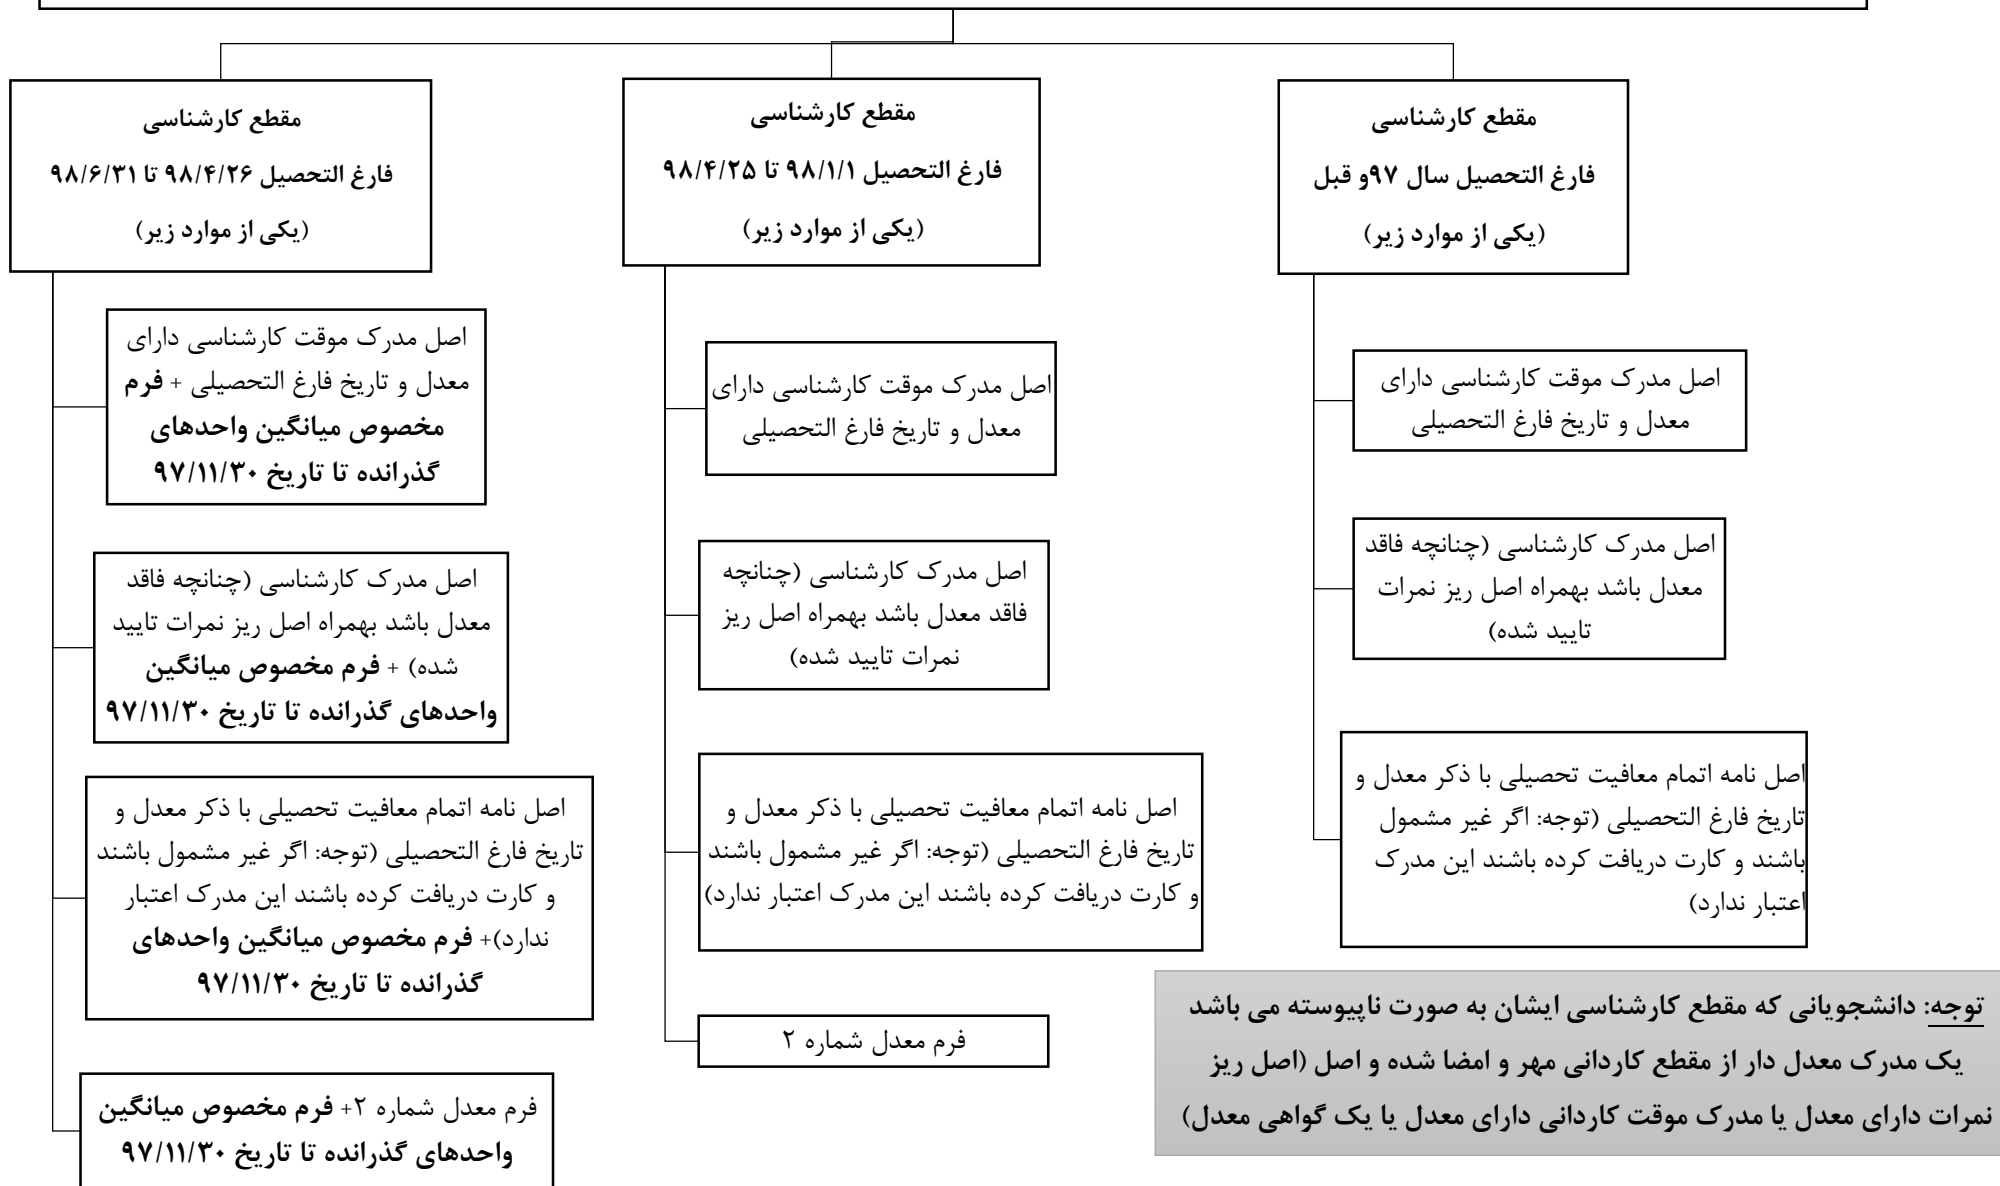 مقطع کارشناسی
فارغ التحصیل سال ۹۷و قبل
(یکی از موارد زیر)
اصل مدرک موقت کارشناسی دارای
معدل و تاریخ فارغ التحصیلی
اصل مدرک کارشناسی (چنانچه فاقد
معدل باشد بهمراه اصل ریز نمرات
تایید شده)
اصل نامه اتمام معافیت تحصیلی با ذکر معدل و
تاریخ فارغ التحصیلی (توجه: اگر غیر مشمول
باشند و کارت دریافت کرده باشند این مدرک
اعتبار ندارد)
مقطع کارشناسی
فارغ التحصیل ۹۸/۱/۱ تا ۹۸/۴/۲۵
(یکی از موارد زیر)
اصل مدرک موقت کارشناسی دارای
معدل و تاریخ فارغ التحصیلی
اصل مدرک کارشناسی (چنانچه
فاقد معدل باشد بهمراه اصل ریز
نمرات تایید شده)
اصل نامه اتمام معافیت تحصیلی با ذکر معدل و
تاریخ فارغ التحصیلی (توجه: اگر غیر مشمول باشند
و کارت دریافت کرده باشند این مدرک اعتبار ندارد)
فرم معدل شماره ۲
مقطع کارشناسی
فارغ التحصیل ۹۸/۴/۲۶ تا ۹۸/۶/۳۱
(یکی از موارد زیر)
اصل مدرک موقت کارشناسی دارای
معدل و تاریخ فارغ التحصیلی + فرم
مخصوص میانگین واحدهای
گذرانده تا تاریخ ۹۷/۱۱/۳۰
اصل مدرک کارشناسی (چنانچه فاقد
معدل باشد بهمراه اصل ریز نمرات تایید
شده) + فرم مخصوص میانگین
واحدهای گذرانده تا تاریخ ۹۷/۱۱/۳۰
اصل نامه اتمام معافیت تحصیلی با ذکر معدل و
تاریخ فارغ التحصیلی (توجه: اگر غیر مشمول باشند
و کارت دریافت کرده باشند این مدرک اعتبار
ندارد)+ فرم مخصوص میانگین واحدهای
گذرانده تا تاریخ ۹۷/۱۱/۳۰
فرم معدل شماره ۲+ فرم مخصوص میانگین
واحدهای گذرانده تا تاریخ ۹۷/۱۱/۳۰
توجه: دانشجویانی که مقطع کارشناسی ایشان به صورت ناپیوسته می باشد
یک مدرک معدل دار از مقطع کاردانی مهر و امضا شده و اصل (اصل ریز
نمرات دارای معدل یا مدرک موقت کاردانی دارای معدل یا یک گواهی معدل)